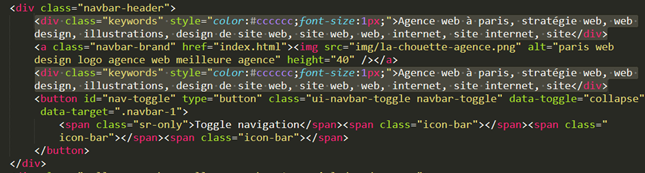 <div class="navbar-header">
<div class="keywords" style="color:#cccccc;font-size:1px;">Agence web à paris, stratégie web, web
design, illustrations, design de site web, site web, web, internet, site internet, site</div>
<a class="navbar-brand" href="index.html"><img src="img/la-chouette-agence.png" alt="paris web
design logo agence web meilleure agence" height="40" /></a>
<div class="keywords" style="color:#cccccc;font-size:1px;">Agence web à paris, stratégie web, web
design, illustrations, design de site web, site web, web, internet, site internet, site</div>
<button id="nav-toggle" type="button" class="ui-navbar-toggle navbar-toggle" data-toggle="collapse"
data-target=".navbar-1">
<span class="sr-only">Toggle navigation</span><span class="icon-bar"></span><span class="
icon-bar"></span><span class="icon-bar"></span>
</button>
</div>